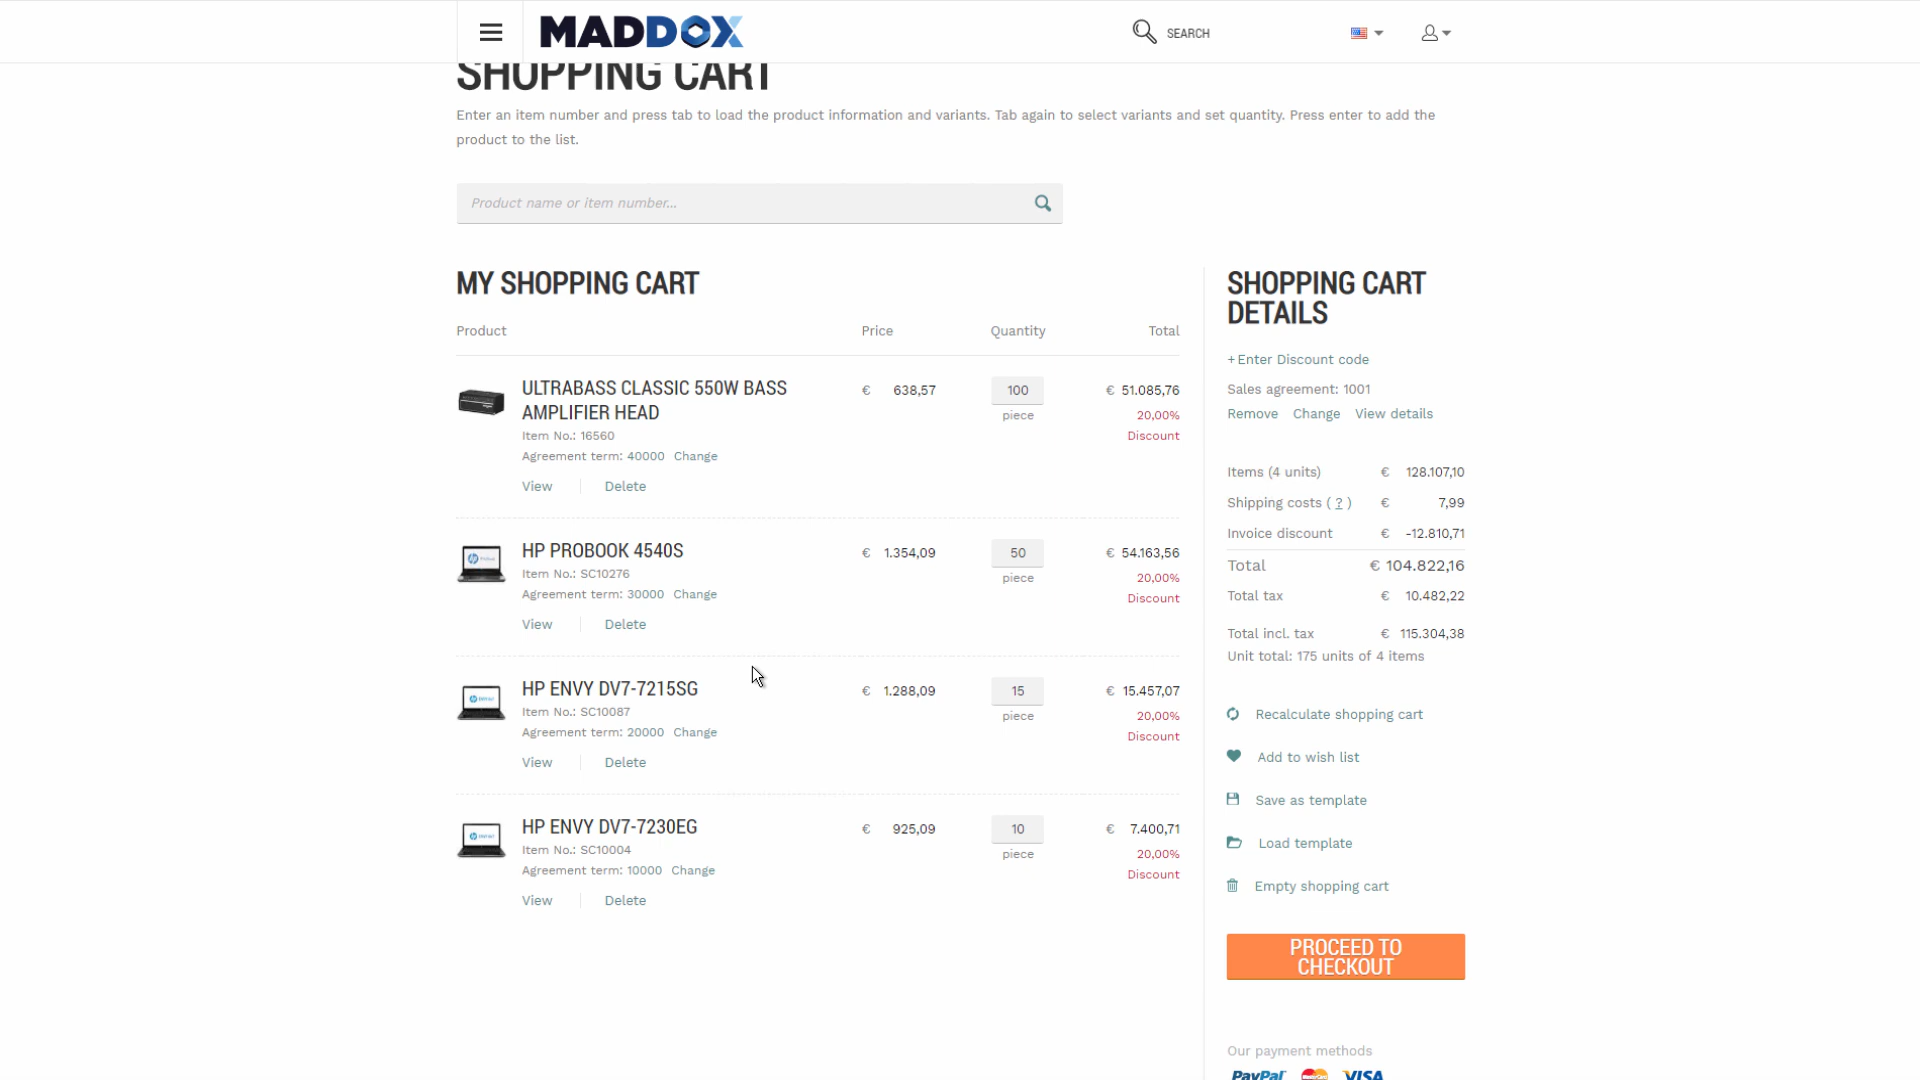 MADDOX
SEARCH
SHOPPING CART
Enter an item number and press tab to load the product information and variants. Tab again to select variants and set quantity. Press enter to add the
product to the list.
Product name or item number...
MY SHOPPING CART
Product Price Quantity Total
ULTRABASS CLASSIC 550W BASS
AMPLIFIER HEAD
Item No.: 16560
Agreement term: 40000 Change
View Delete
€ 638,57
100
piece
€ 51.085,76
20,00%
Discount
HP PROBOOK 4540S
Item No.: SC10276
Agreement term: 30000 Change
View Delete
€ 1.354,09
50
piece
€ 54.163,56
20,00%
Discount
HP ENVY DV7-7215SG
Item No.: SC10087
Agreement term: 20000 Change
View Delete
€ 1.288,09
15
piece
€ 15.457,07
20,00%
Discount
HP ENVY DV7-7230EG
Item No.: SC10004
Agreement term: 10000 Change
View Delete
€ 925,09
10
piece
€ 7.400,71
20,00%
Discount
SHOPPING CART
DETAILS
+Enter Discount code
Sales agreement: 1001
Remove Change View details
Items (4 units) € 128.107,10
Shipping costs ( ? ) € 7,99
Invoice discount € -12.810,71
Total € 104.822,16
Total tax € 10.482,22
Total incl. tax € 115.304,38
Unit total: 175 units of 4 items
Recalculate shopping cart
Add to wish list
Save as template
Load template
Empty shopping cart
PROCEED TO
CHECKOUT
Our payment methods
PayPal VISA